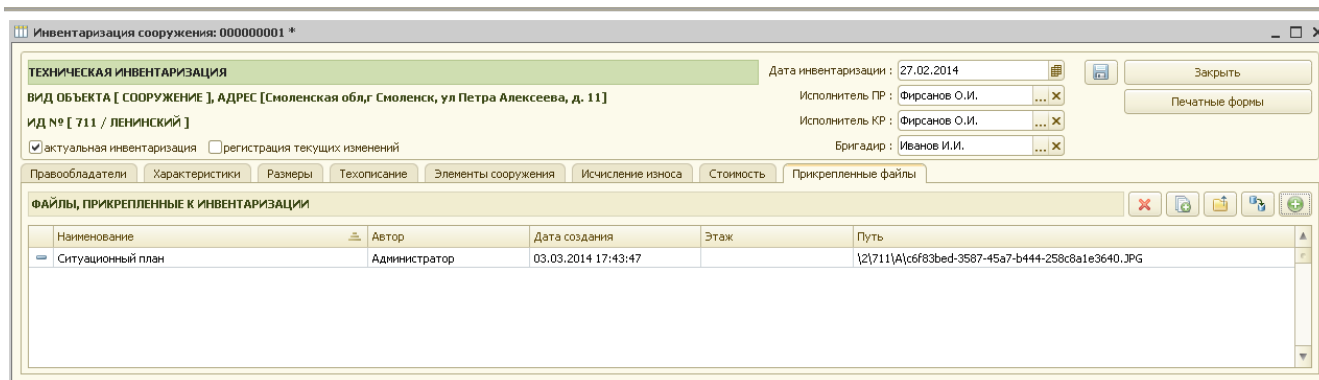 Инвентаризация сооружения: 000000001 *
ТЕХНИЧЕСКАЯ ИНВЕНТАРИЗАЦИЯ
Дата инвентаризации : 27.02.2014
Закрыть
ВИД ОБЪЕКТА [ СООРУЖЕНИЕ ], АДРЕС [Смоленская обл,г Смоленск, ул Петра Алексеева, д. 11]
Исполнитель ПР : Фирсанов О.И. ...
Печатные формы
ИД № [ 711 / ЛЕНИНСКИЙ ]
Исполнитель КР : Фирсанов О.И. ...
актуальная инвентаризация регистрация текущих изменений
Бригадир : Иванов И.И. ...
Правообладатели Характеристики Размеры Техописание Элементы сооружения Исчисление износа Стоимость Прикрепленные файлы
ФАЙЛЫ, ПРИКРЕПЛЕННЫЕ К ИНВЕНТАРИЗАЦИИ
Наименование Автор Дата создания Этаж Путь
Ситуационный план Администратор 03.03.2014 17:43:47 \2\711\A\c6f83bed-3587-45a7-b444-258c8a1e3640.JPG